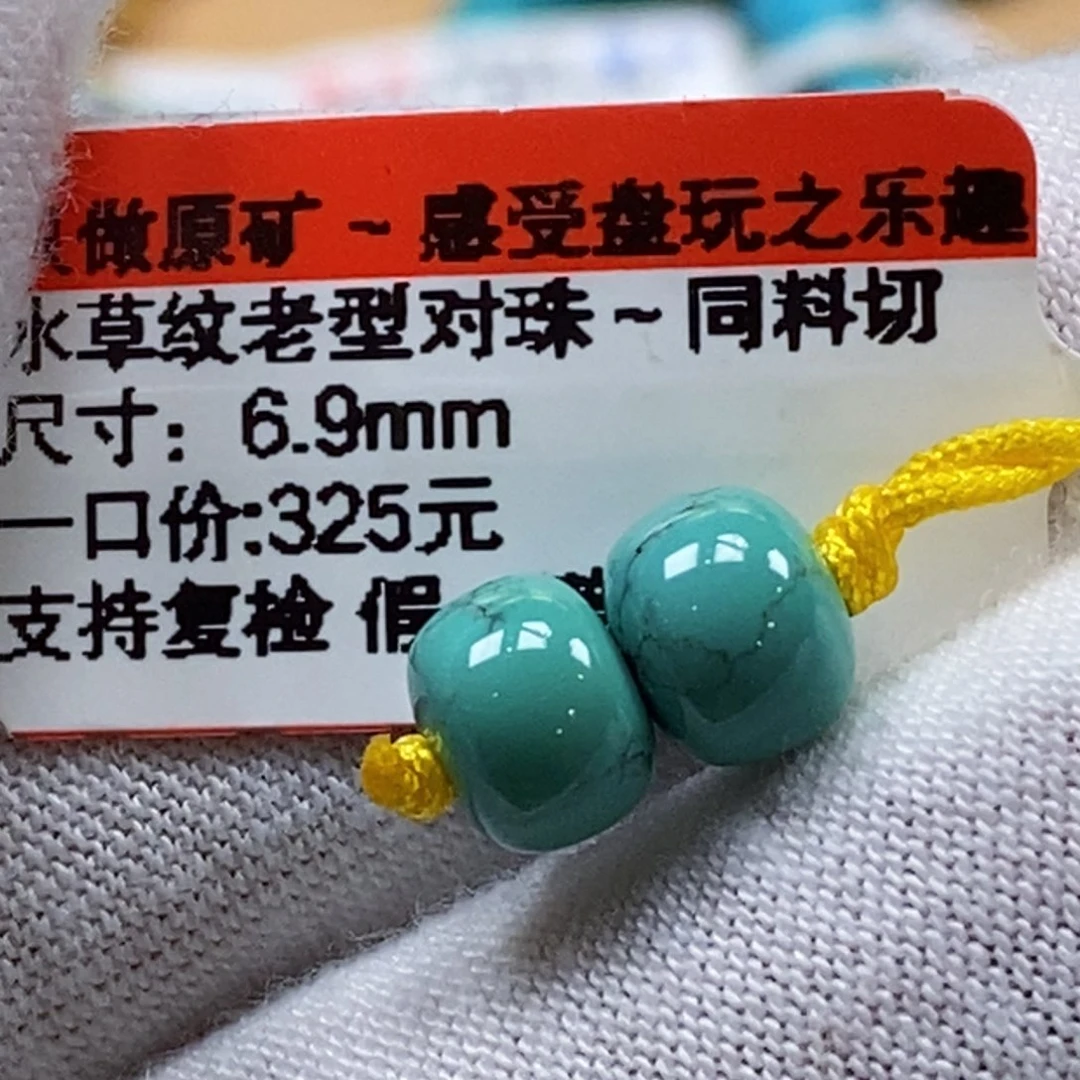 做原矿 ~ 感受盘玩之乐趣
水草纹老型对珠 ~ 同料切
尺寸：6.9mm
一口价:325元
支持复检 假